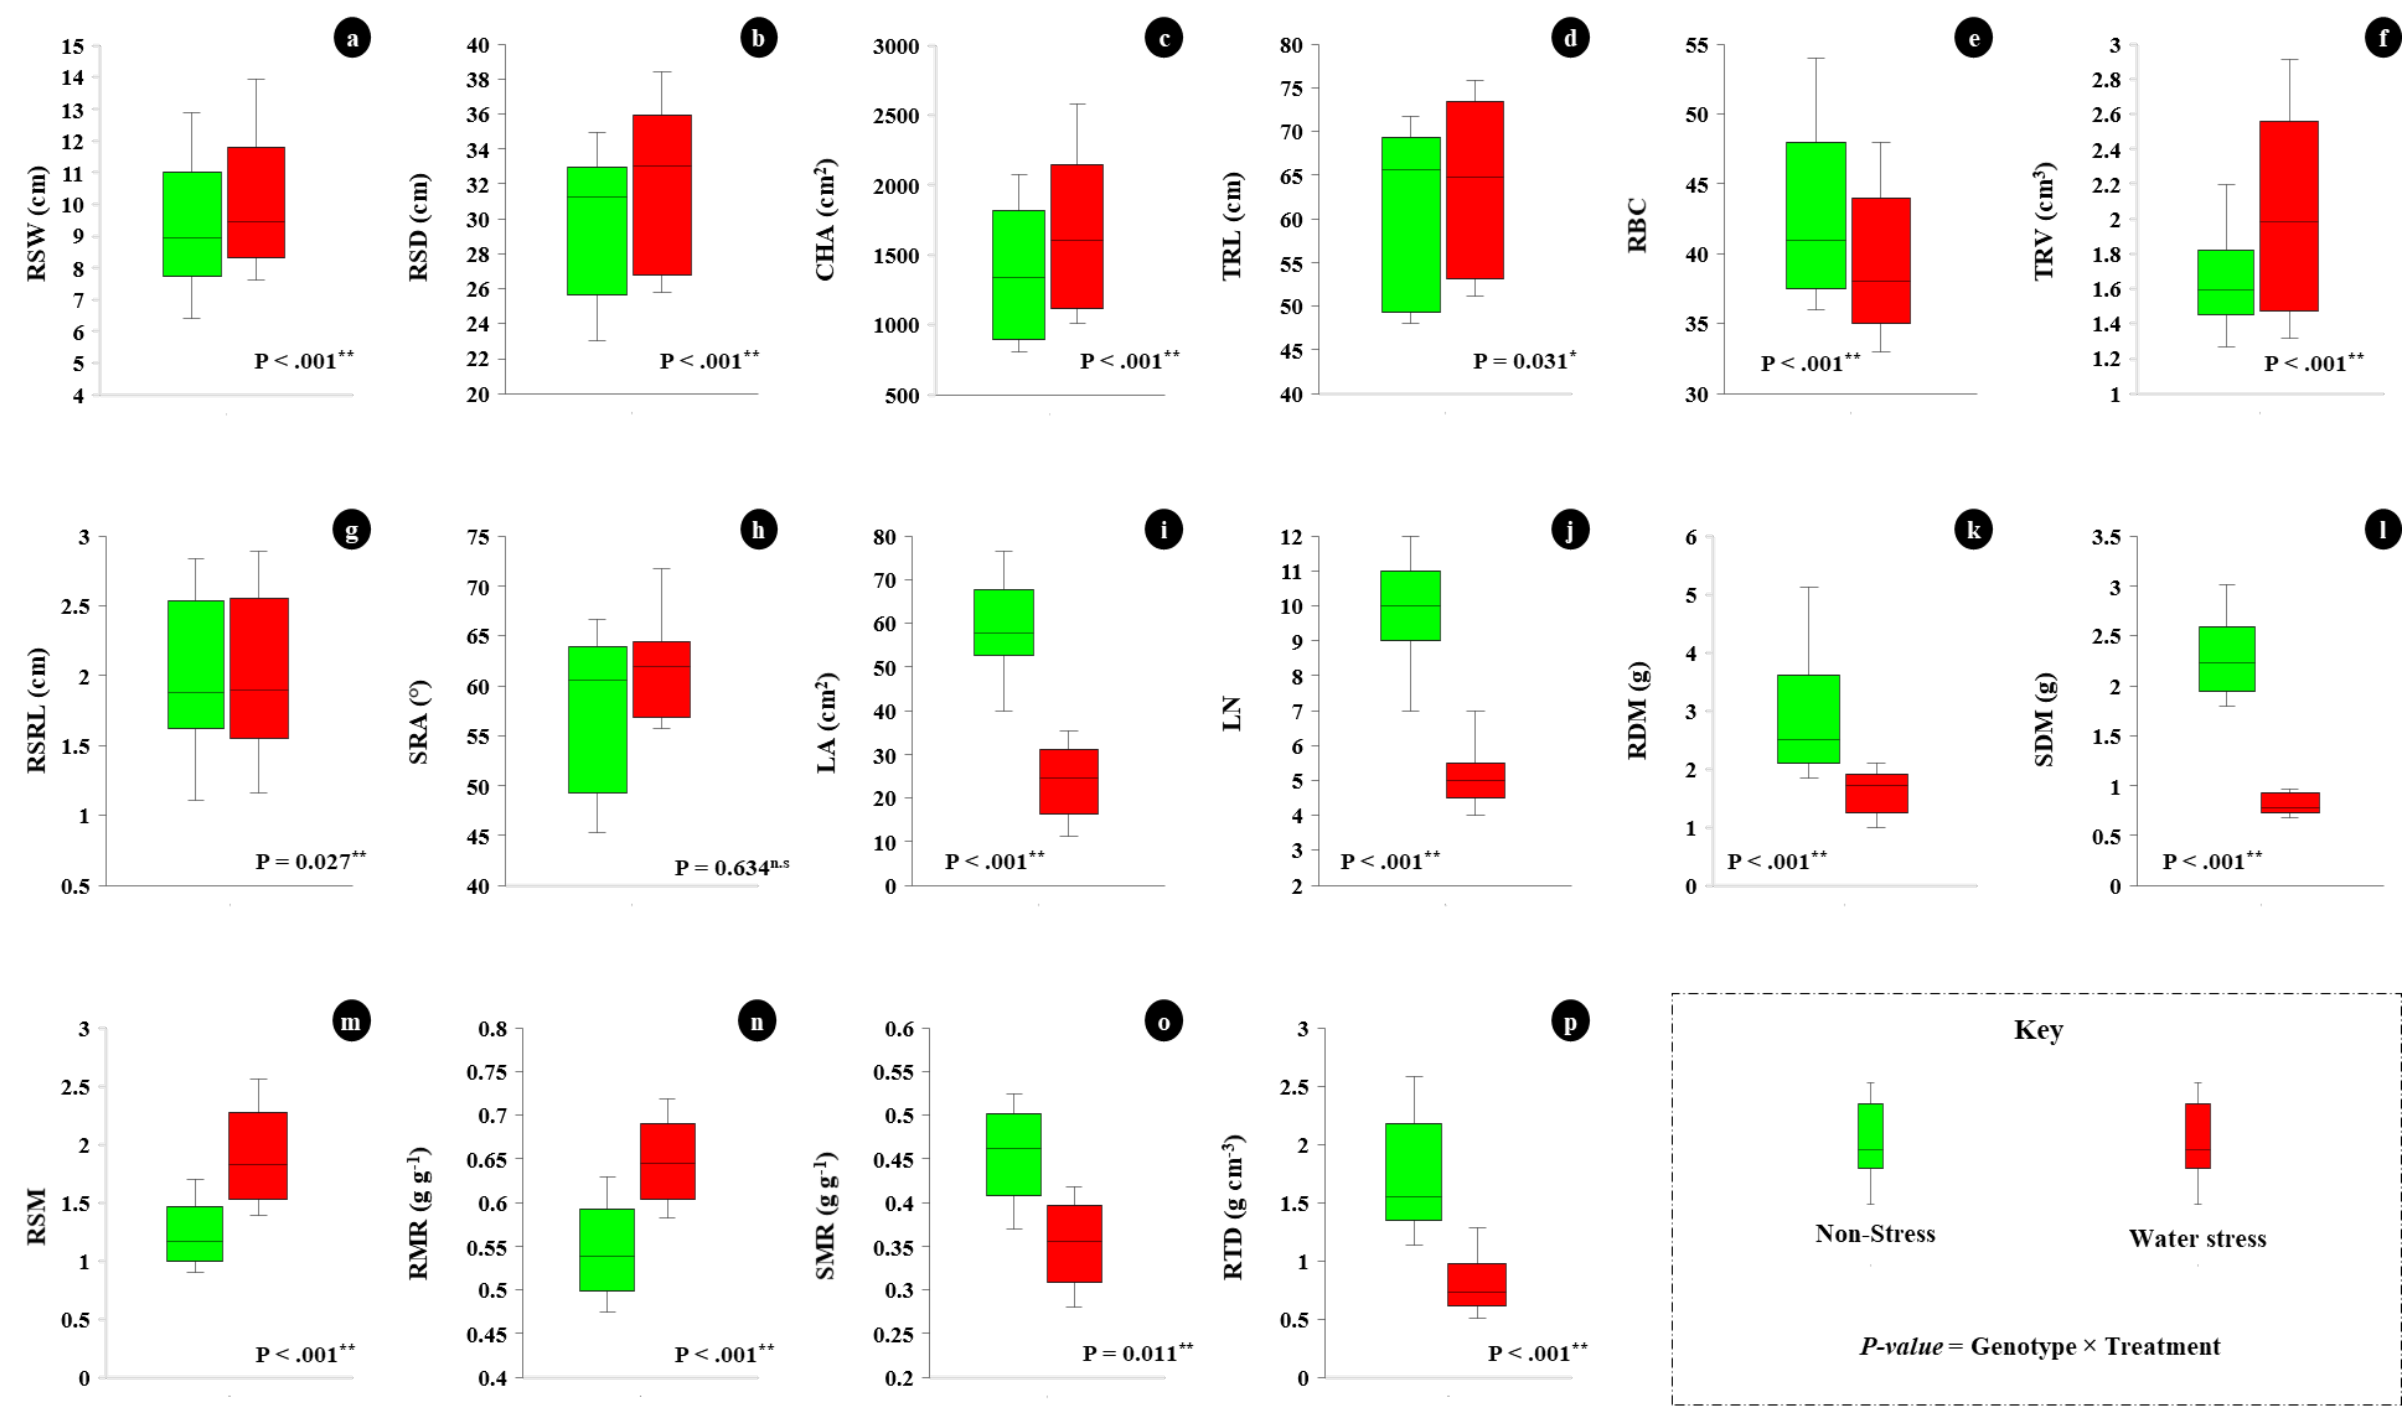 a
RSW (cm)
15
14
13
12
11
10
9
8
7
6
5
4
P < .001**
b
RSD (cm)
40
38
36
34
32
30
28
26
24
22
20
P < .001**
c
CHA (cm²)
3000
2500
2000
1500
1000
500
P < .001**
d
TRL (cm)
80
75
70
65
60
55
50
45
40
P = 0.031*
e
RBC
55
50
45
40
35
30
P < .001**
f
TRV (cm³)
3
2.8
2.6
2.4
2.2
2
1.8
1.6
1.4
1.2
1
P < .001**
g
RSRL (cm)
3
2.5
2
1.5
1
0.5
P = 0.027**
h
SRA (°)
75
70
65
60
55
50
45
40
P = 0.634ⁿ·ˢ
i
LA (cm²)
80
70
60
50
40
30
20
10
0
P < .001**
j
LN
12
11
10
9
8
7
6
5
4
3
2
P < .001**
k
RDM (g)
6
5
4
3
2
1
0
P < .001**
l
SDM (g)
3.5
3
2.5
2
1.5
1
0.5
0
P < .001**
m
RSM
3
2.5
2
1.5
1
0.5
0
P < .001**
n
RMR (g g⁻¹)
0.8
0.75
0.7
0.65
0.6
0.55
0.5
0.45
0.4
P < .001**
o
SMR (g g⁻¹)
0.6
0.55
0.5
0.45
0.4
0.35
0.3
0.25
0.2
P = 0.011**
p
RTD (g cm⁻³)
3
2.5
2
1.5
1
0.5
0
P < .001**
Key
Non-Stress
Water stress
P-value = Genotype × Treatment